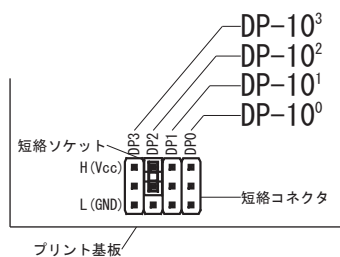 DP-10³
DP-10²
DP-10¹
DP-10⁰
DP3
DP2
DP1
DP0
短絡ソケット
H(Vcc)
L(GND)
短絡コネクタ
プリント基板